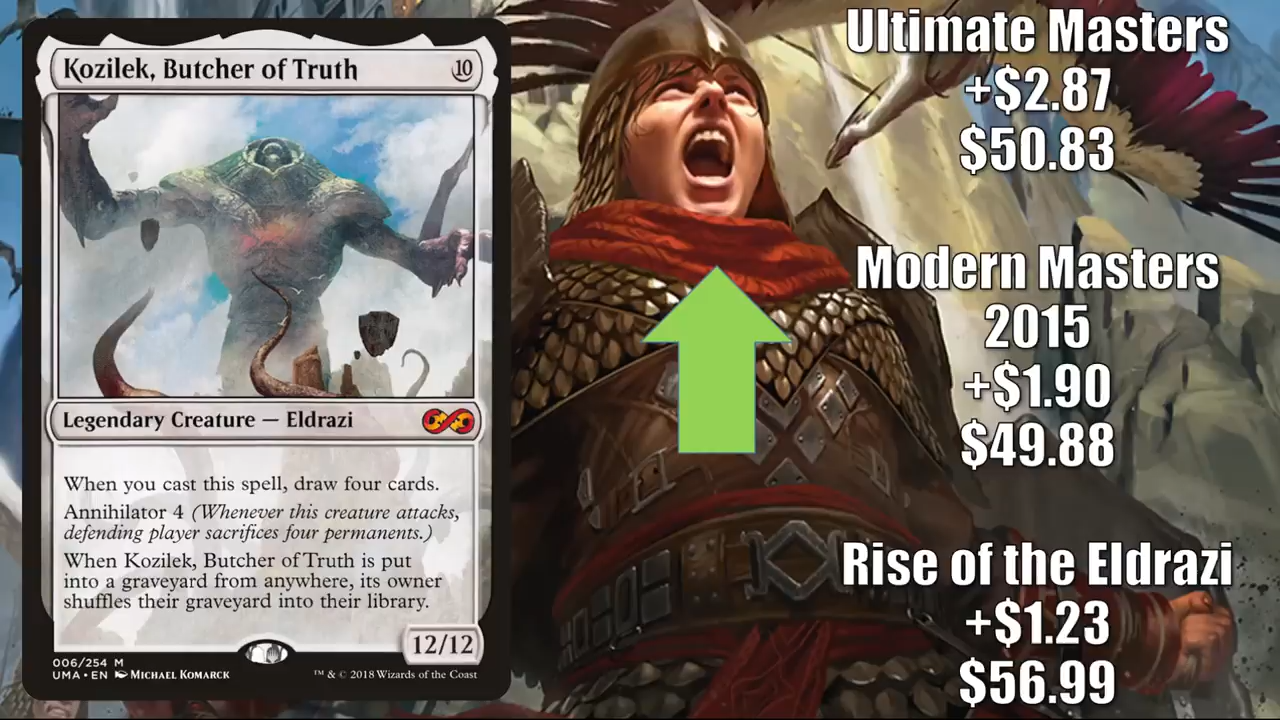 Kozilek, Butcher of Truth
10
Legendary Creature — Eldrazi
When you cast this spell, draw four cards.
Annihilator 4 (Whenever this creature attacks,
defending player sacrifices four permanents.)
When Kozilek, Butcher of Truth is put
into a graveyard from anywhere, its owner
shuffles their graveyard into their library.
12/12
006/254 M
UMA • EN Michael Komarck
™ & © 2018 Wizards of the Coast
Ultimate Masters
+$2.87
$50.83
Modern Masters
2015
+$1.90
$49.88
Rise of the Eldrazi
+$1.23
$56.99